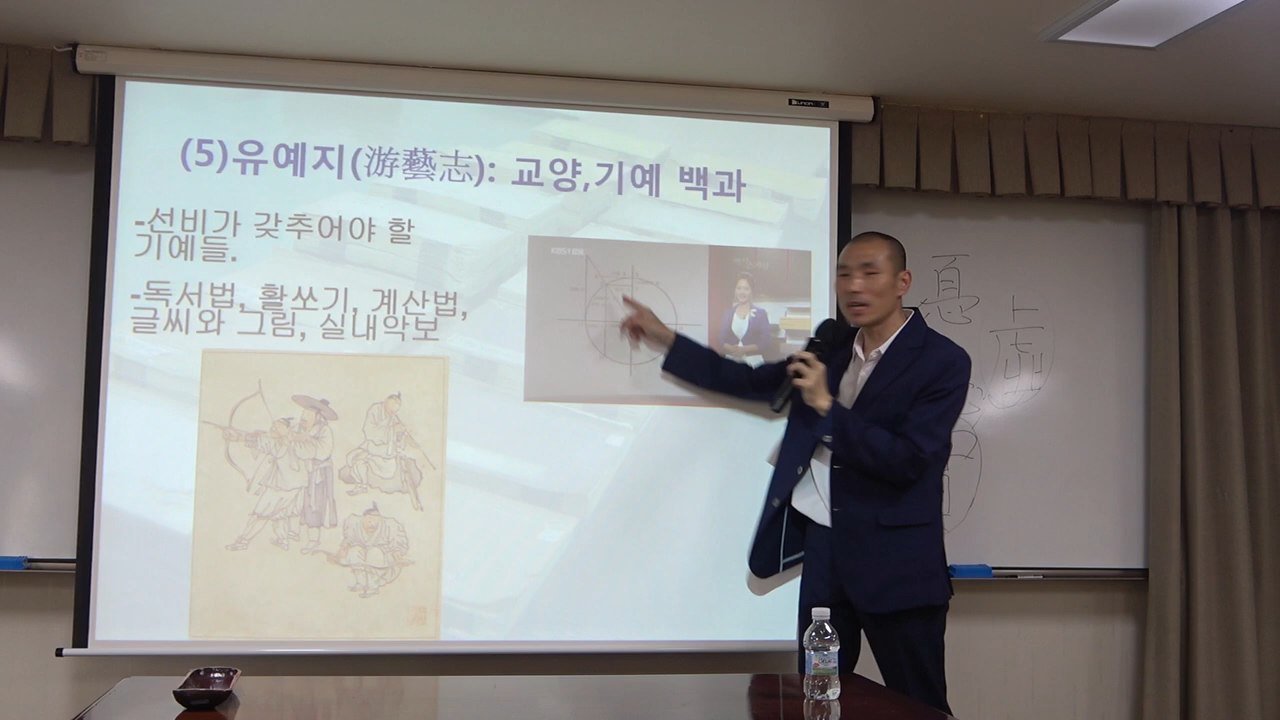 (5)유예지(游藝志): 교양,기예 백과
-선비가 갖추어야 할
기예들.
-독서법, 활쏘기, 계산법,
글씨와 그림, 실내악보